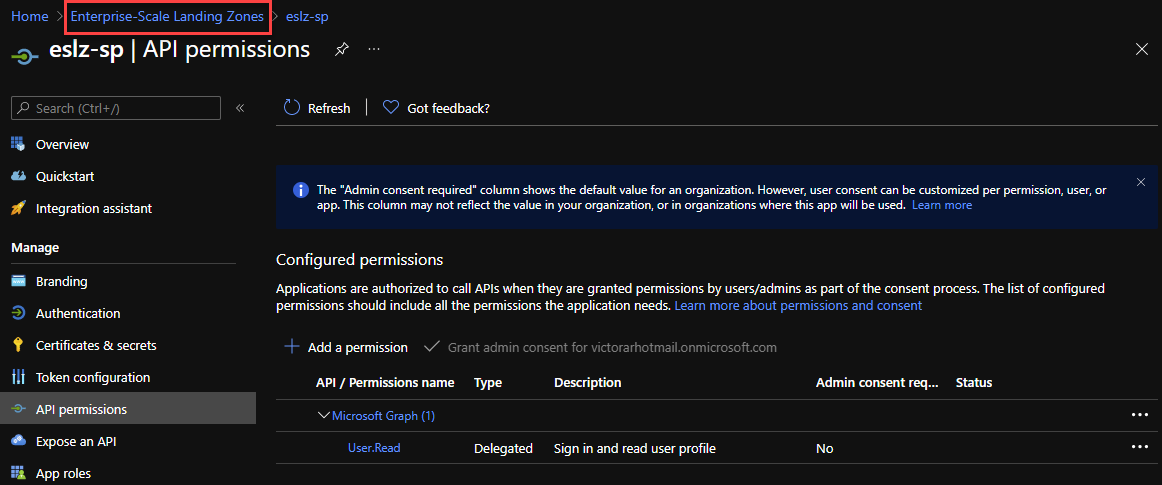 Home > Enterprise-Scale Landing Zones > eslz-sp
eslz-sp | API permissions ...
Search (Ctrl+/) «
Refresh | Got feedback?
Overview
Quickstart
Integration assistant
Manage
Branding
Authentication
Certificates & secrets
Token configuration
API permissions
Expose an API
App roles
The "Admin consent required" column shows the default value for an organization. However, user consent can be customized per permission, user, or
app. This column may not reflect the value in your organization, or in organizations where this app will be used. Learn more
Configured permissions
Applications are authorized to call APIs when they are granted permissions by users/admins as part of the consent process. The list of configured
permissions should include all the permissions the application needs. Learn more about permissions and consent
Add a permission Grant admin consent for victorarhotmail.onmicrosoft.com
API / Permissions name Type Description Admin consent req... Status
Microsoft Graph (1) ...
User.Read Delegated Sign in and read user profile No ...